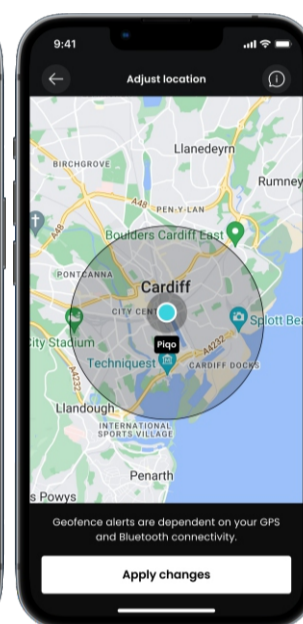 9:41
Adjust location
Llanedeyrn
BIRCHGROVE
Rumney
A48
PEN-Y-LAN
A48
Boulders Cardiff East
PONTCANNA
Cardiff
CITY CEN
Splott Bea
City Stadium
Piqo
A4232
Techniquest
CARDIFF DOCKS
A4232
Llandough
INTERNATIONAL
SPORTS VILLAGE
Penarth
s Powys
Geofence alerts are dependent on your GPS
and Bluetooth connectivity.
Apply changes